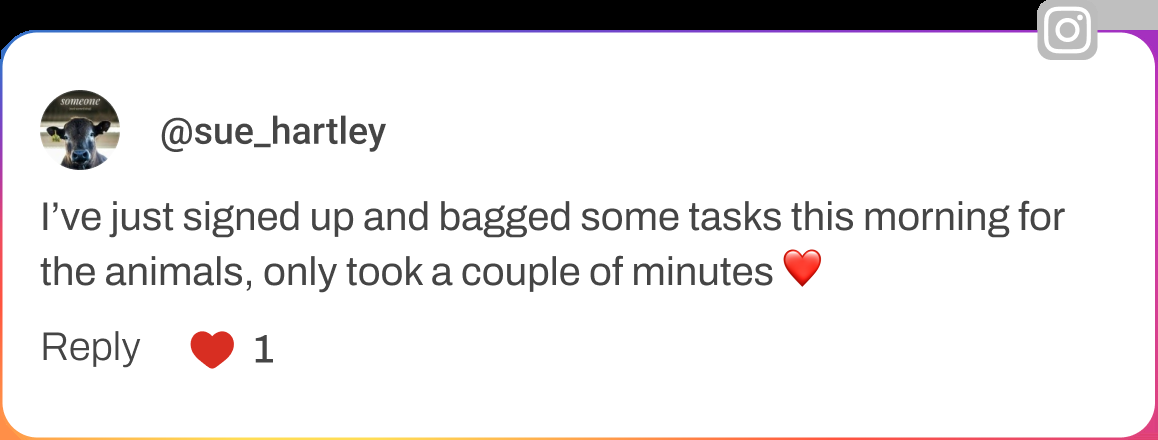 someone
@sue_hartley
I’ve just signed up and bagged some tasks this morning for
the animals, only took a couple of minutes ❤️
Reply ❤️ 1